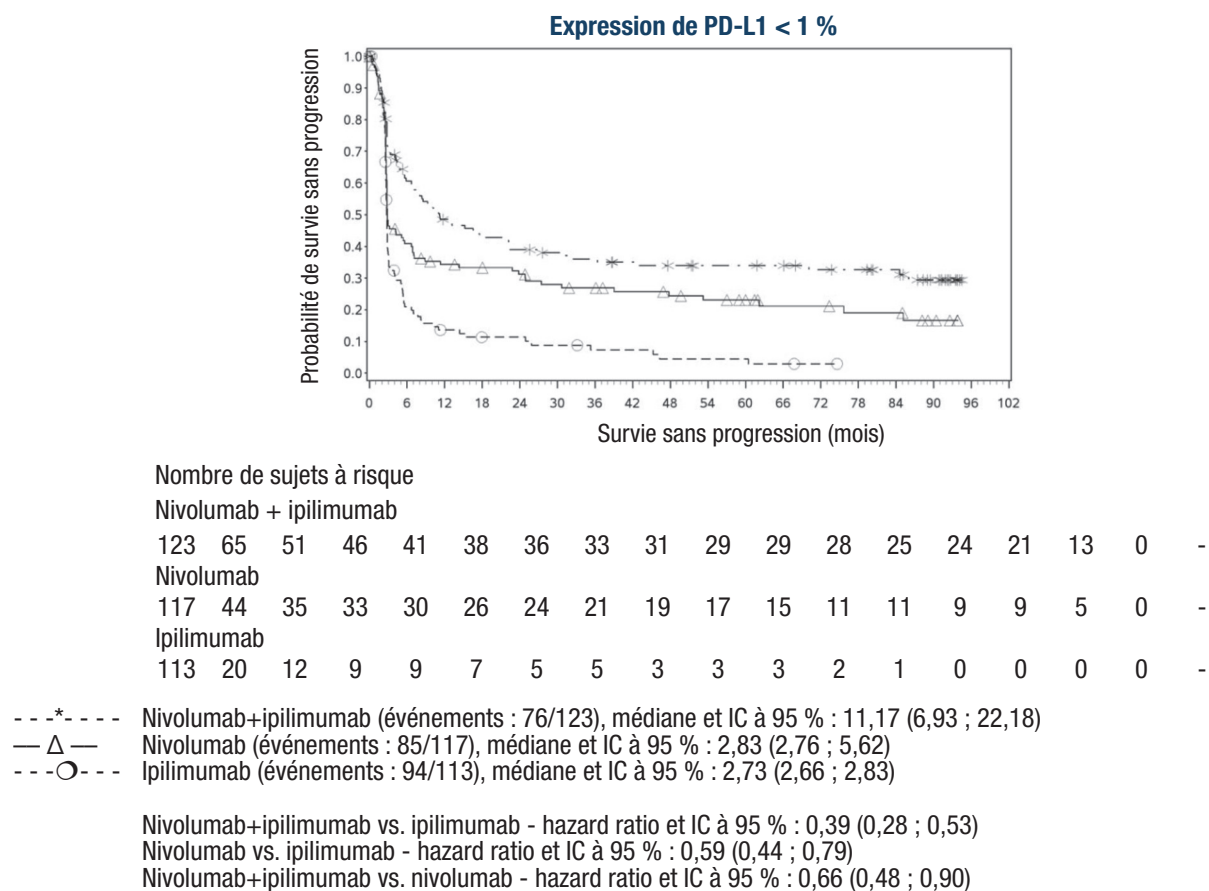 Expression de PD-L1 < 1 %
Probabilité de survie sans progression
1.0
0.9
0.8
0.7
0.6
0.5
0.4
0.3
0.2
0.1
0.0
0 6 12 18 24 30 36 42 48 54 60 66 72 78 84 90 96 102
Survie sans progression (mois)
Nombre de sujets à risque
Nivolumab + ipilimumab
123 65 51 46 41 38 36 33 31 29 29 28 25 24 21 13 0 -
Nivolumab
117 44 35 33 30 26 24 21 19 17 15 11 11 9 9 5 0 -
Ipilimumab
113 20 12 9 9 7 5 5 3 3 3 2 1 0 0 0 0 -
- - -*- - - - Nivolumab+ipilimumab (événements : 76/123), médiane et IC à 95 % : 11,17 (6,93 ; 22,18)
— Δ — Nivolumab (événements : 85/117), médiane et IC à 95 % : 2,83 (2,76 ; 5,62)
- - -❍- - - Ipilimumab (événements : 94/113), médiane et IC à 95 % : 2,73 (2,66 ; 2,83)
Nivolumab+ipilimumab vs. ipilimumab - hazard ratio et IC à 95 % : 0,39 (0,28 ; 0,53)
Nivolumab vs. ipilimumab - hazard ratio et IC à 95 % : 0,59 (0,44 ; 0,79)
Nivolumab+ipilimumab vs. nivolumab - hazard ratio et IC à 95 % : 0,66 (0,48 ; 0,90)